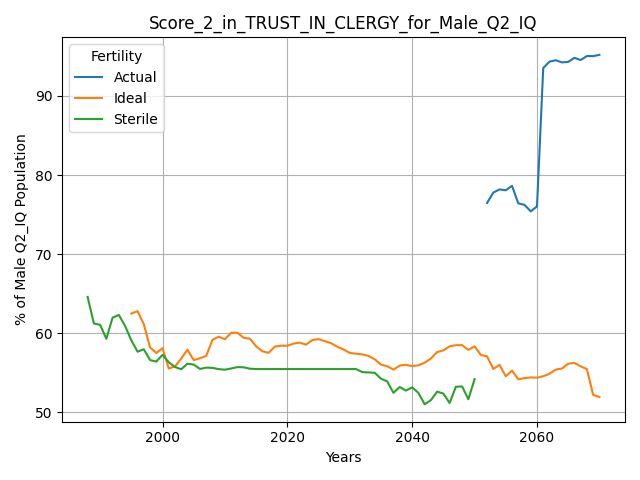 Score_2_in_TRUST_IN_CLERGY_for_Male_Q2_IQ
Fertility
Actual
Ideal
Sterile
% of Male Q2_IQ Population
90
80
70
60
50
2000
2020
2040
2060
Years